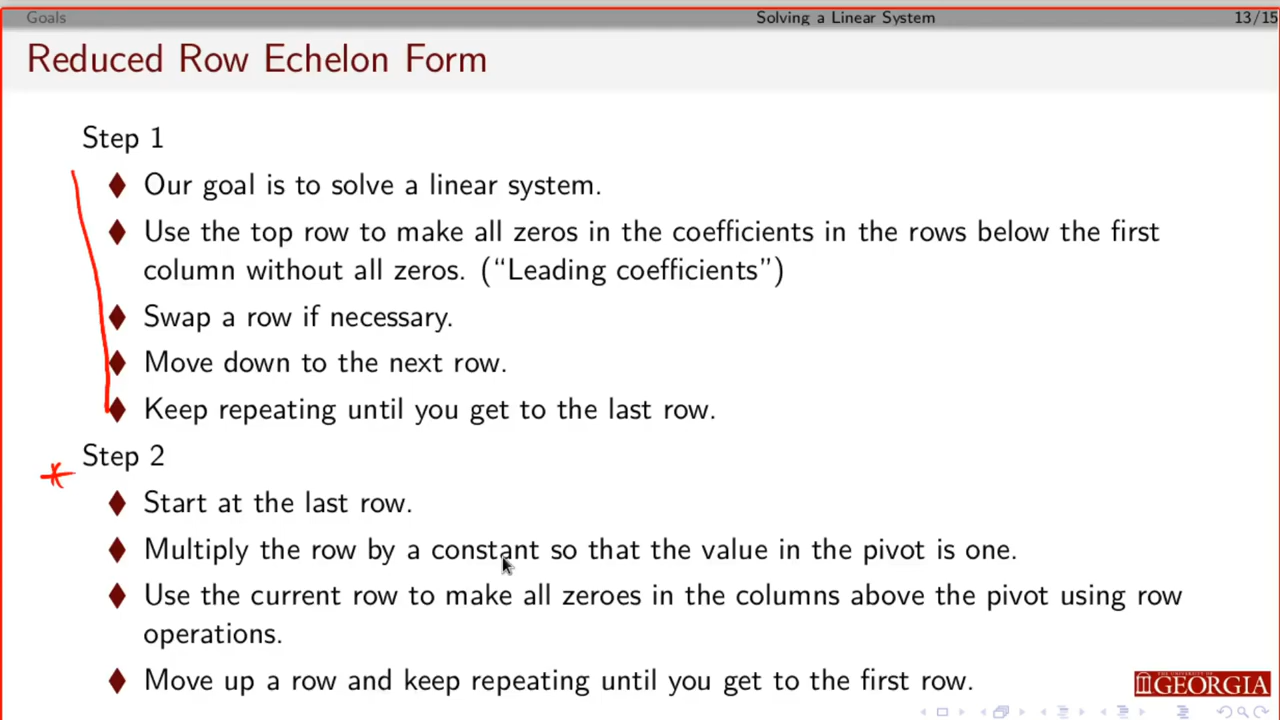 Goals Solving a Linear System 13/15
Reduced Row Echelon Form
Step 1
Our goal is to solve a linear system.
Use the top row to make all zeros in the coefficients in the rows below the first
column without all zeros. (“Leading coefficients”)
Swap a row if necessary.
Move down to the next row.
Keep repeating until you get to the last row.
Step 2
Start at the last row.
Multiply the row by a constant so that the value in the pivot is one.
Use the current row to make all zeroes in the columns above the pivot using row
operations.
Move up a row and keep repeating until you get to the first row.
GEORGIA